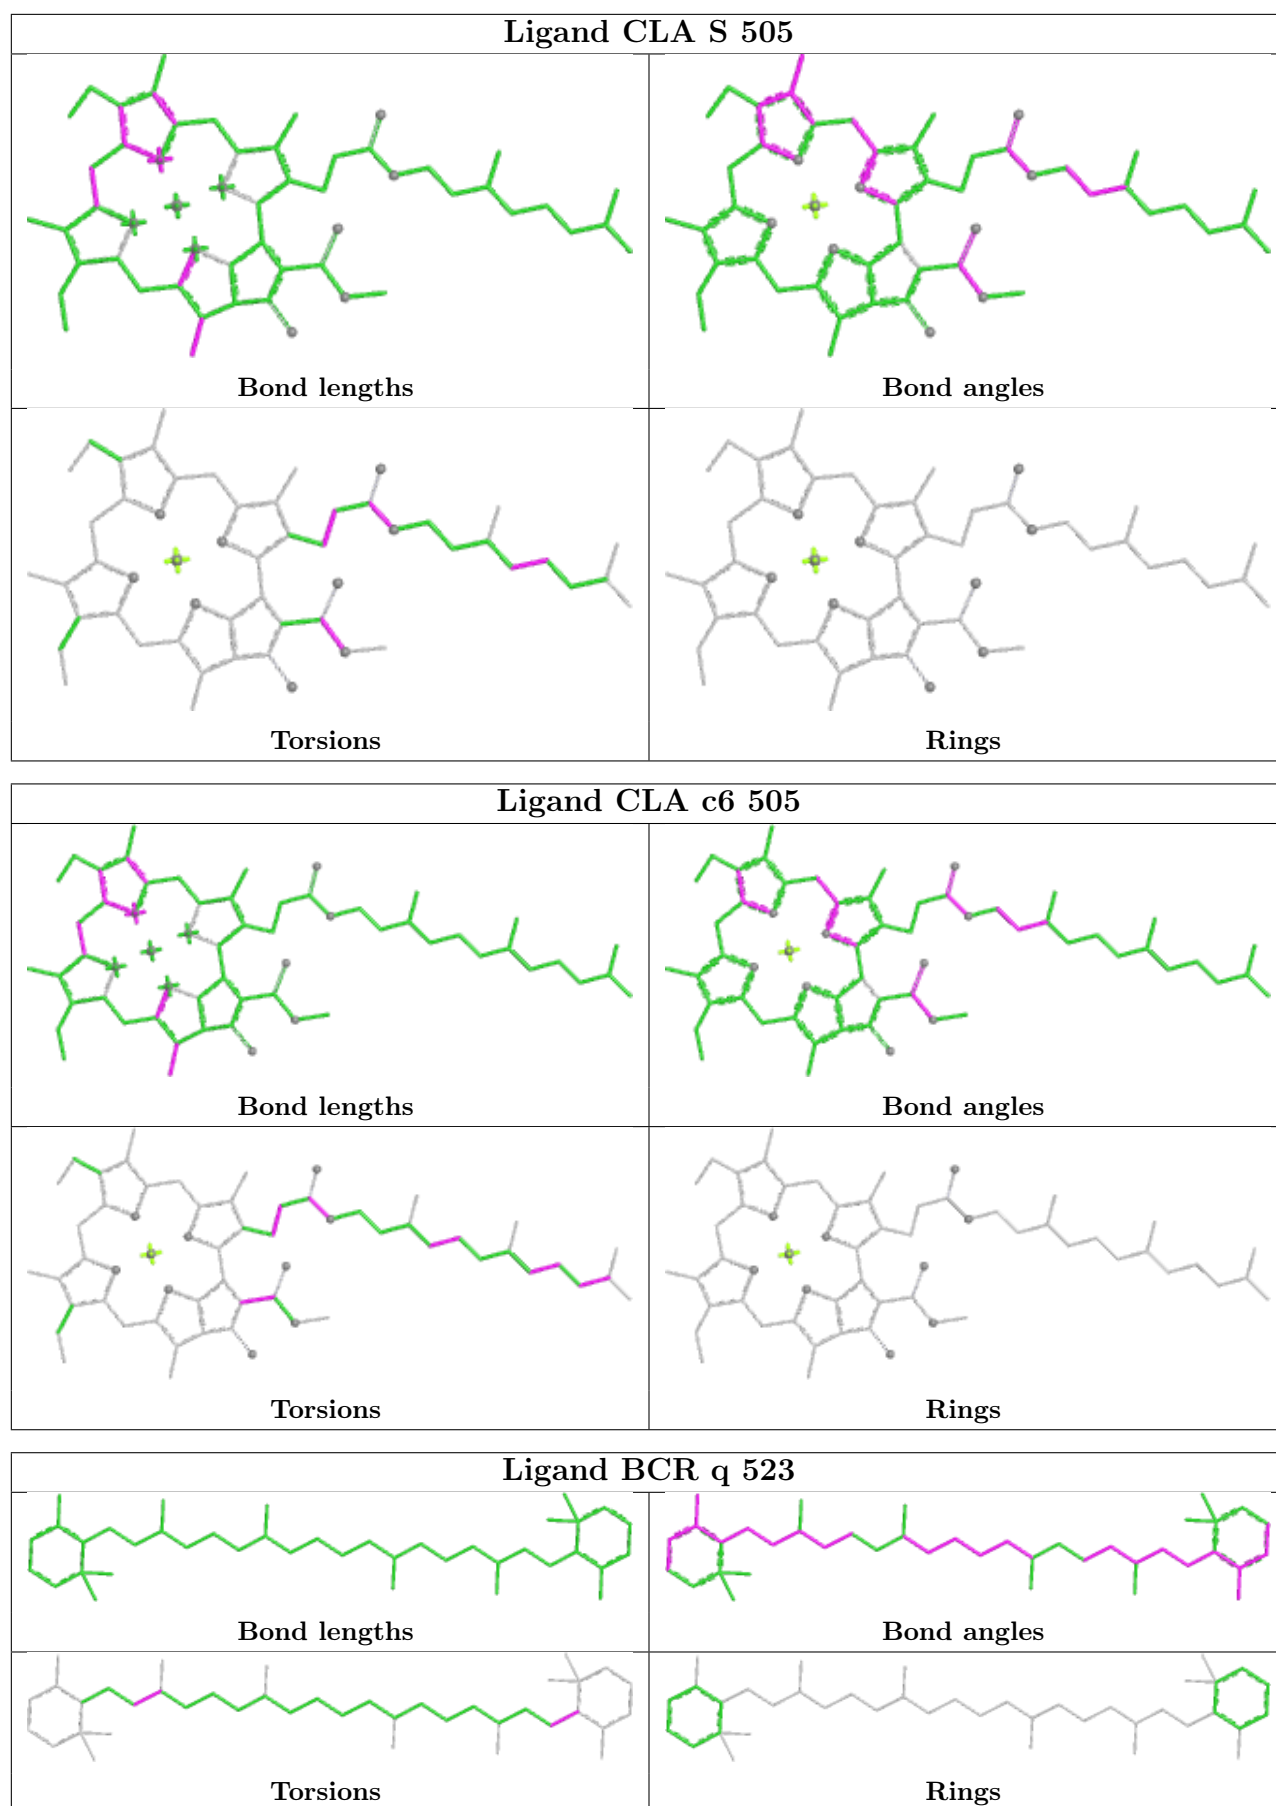 Ligand CLA S 505
Bond lengths
Bond angles
Torsions
Rings
Ligand CLA c6 505
Bond lengths
Bond angles
Torsions
Rings
Ligand BCR q 523
Bond lengths
Bond angles
Torsions
Rings